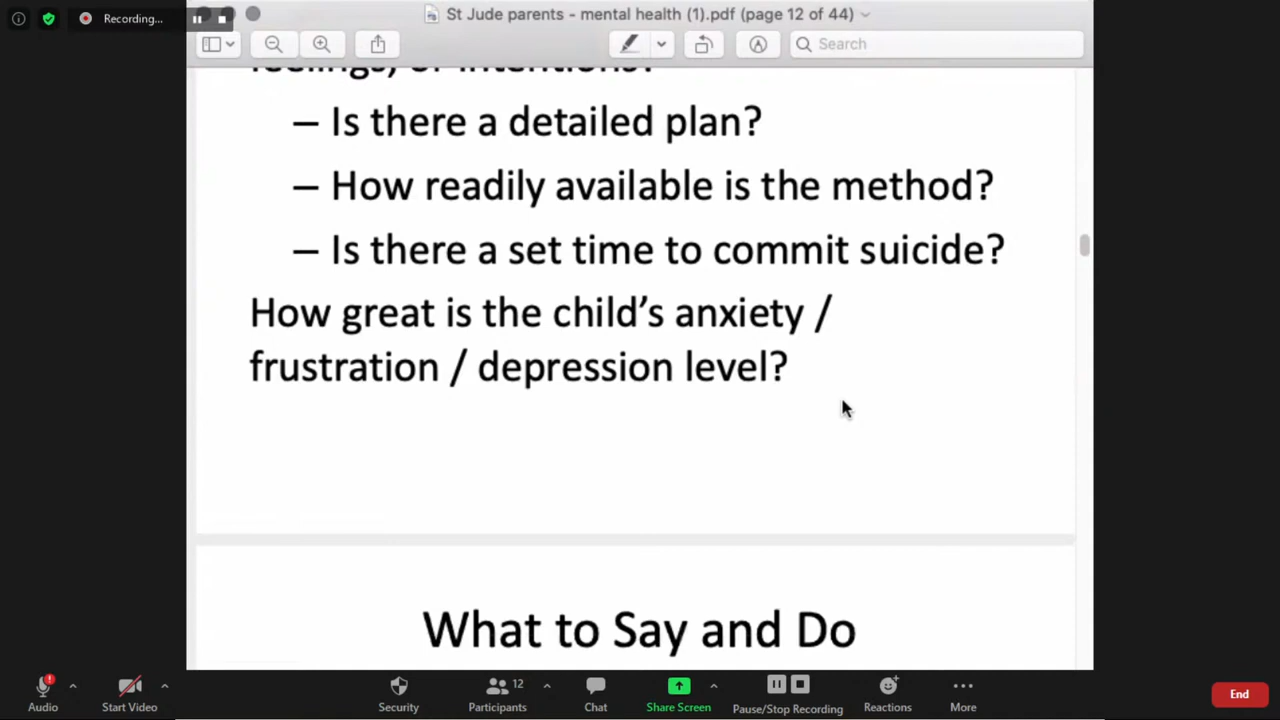 Recording...
St Jude parents - mental health (1).pdf (page 12 of 44)
Search
feelings, or intentions?
– Is there a detailed plan?
– How readily available is the method?
– Is there a set time to commit suicide?
How great is the child’s anxiety /
frustration / depression level?
What to Say and Do
Audio
Start Video
Security
12
Participants
Chat
Share Screen
Pause/Stop Recording
Reactions
More
End